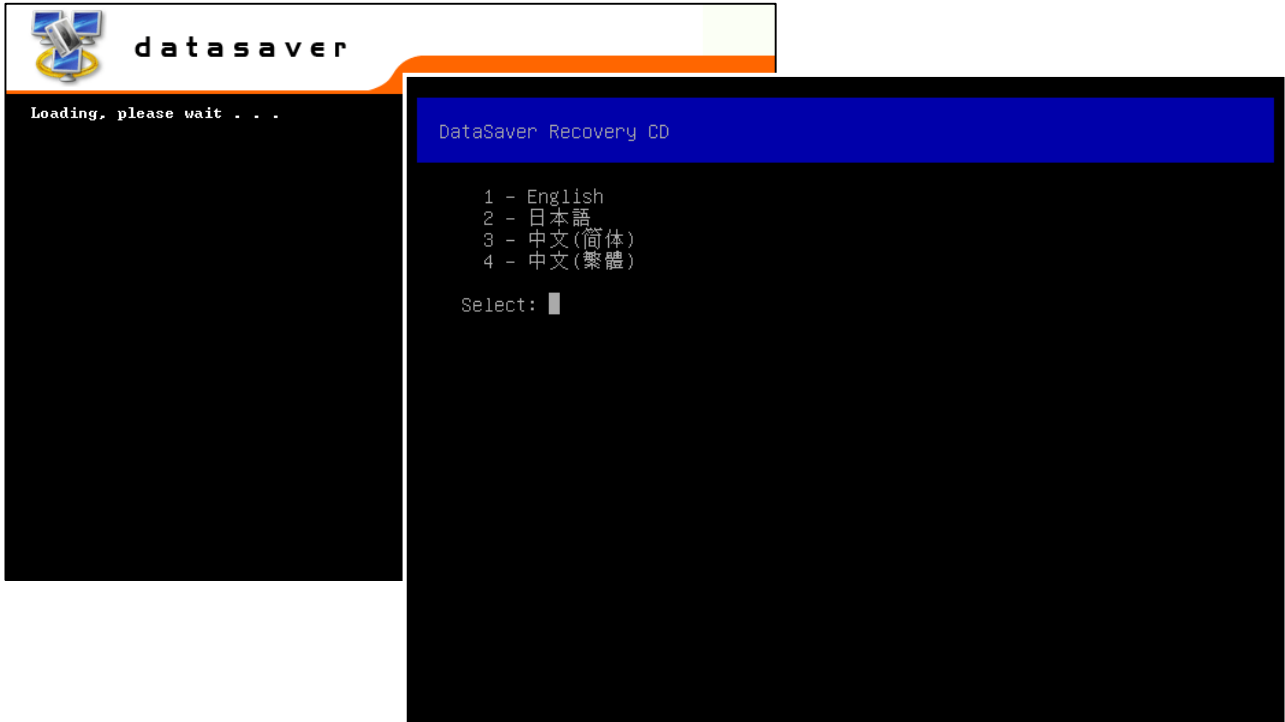 datasaver
Loading, please wait . . .
DataSaver Recovery CD
1 - English
2 - 日本語
3 - 中文(简体)
4 - 中文(繁體)
Select: